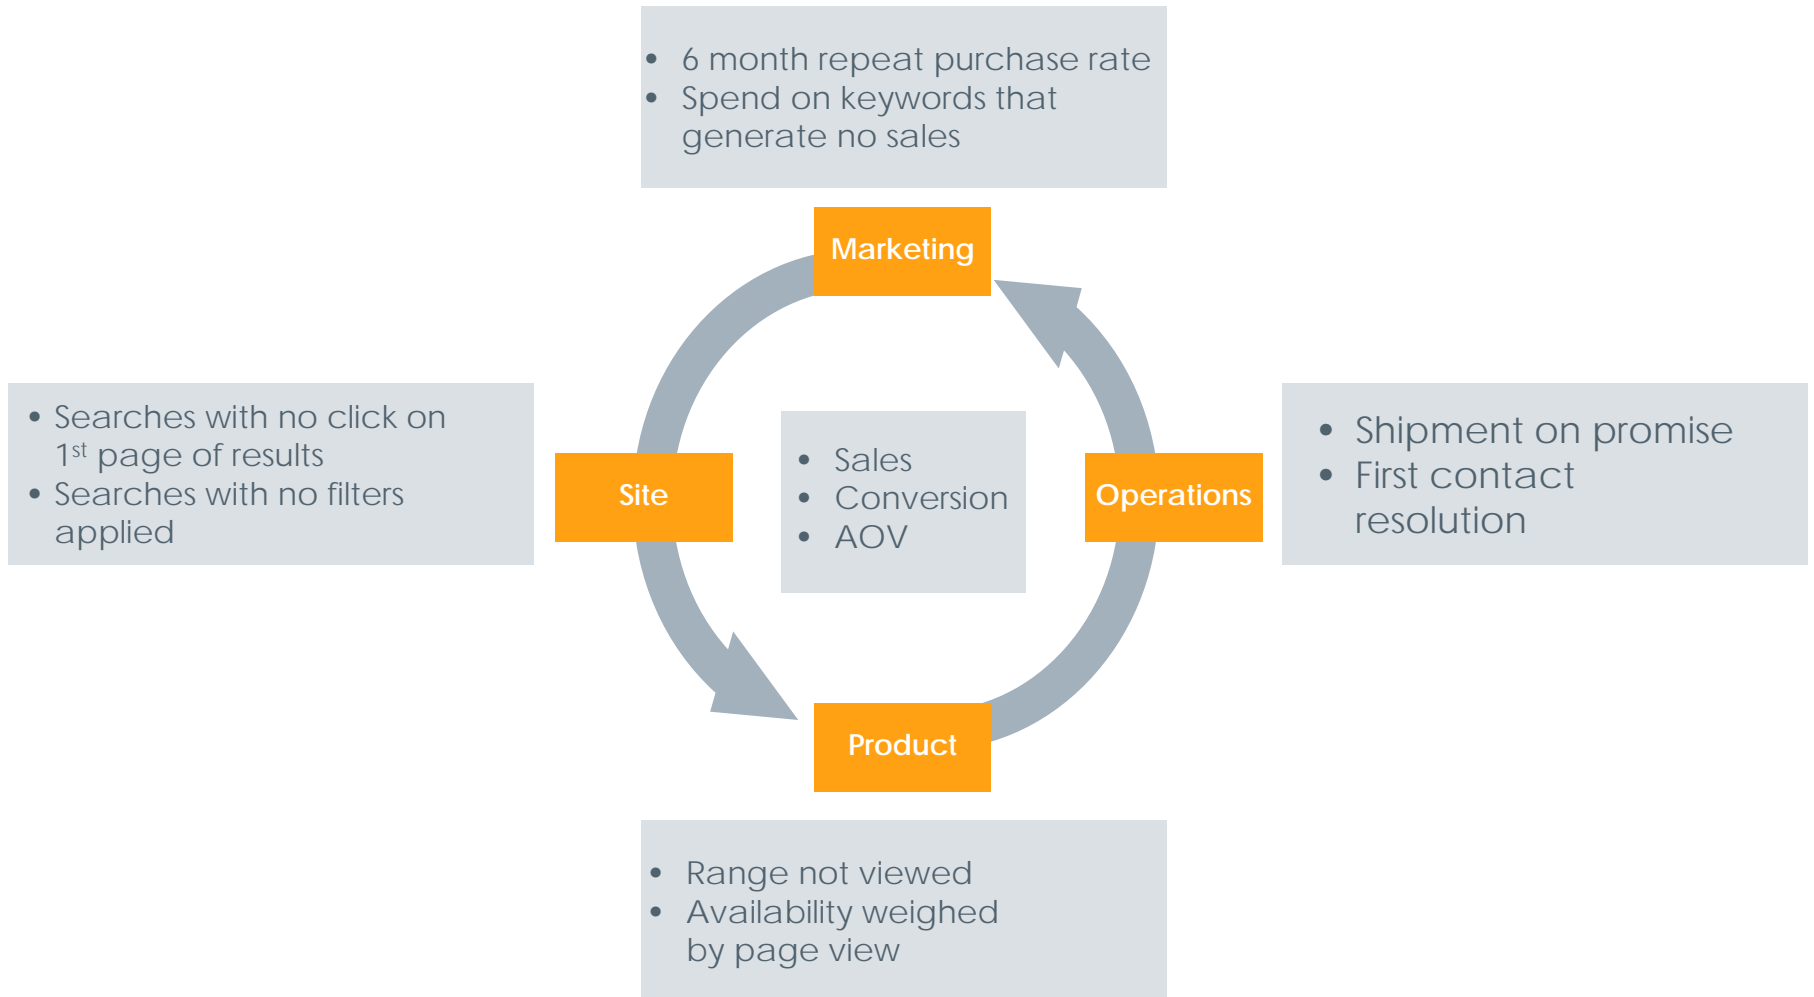 • 6 month repeat purchase rate
• Spend on keywords that
generate no sales
Marketing
• Searches with no click on
1st page of results
• Searches with no filters
applied
Site
• Sales
• Conversion
• AOV
Operations
• Shipment on promise
• First contact
resolution
Product
• Range not viewed
• Availability weighed
by page view